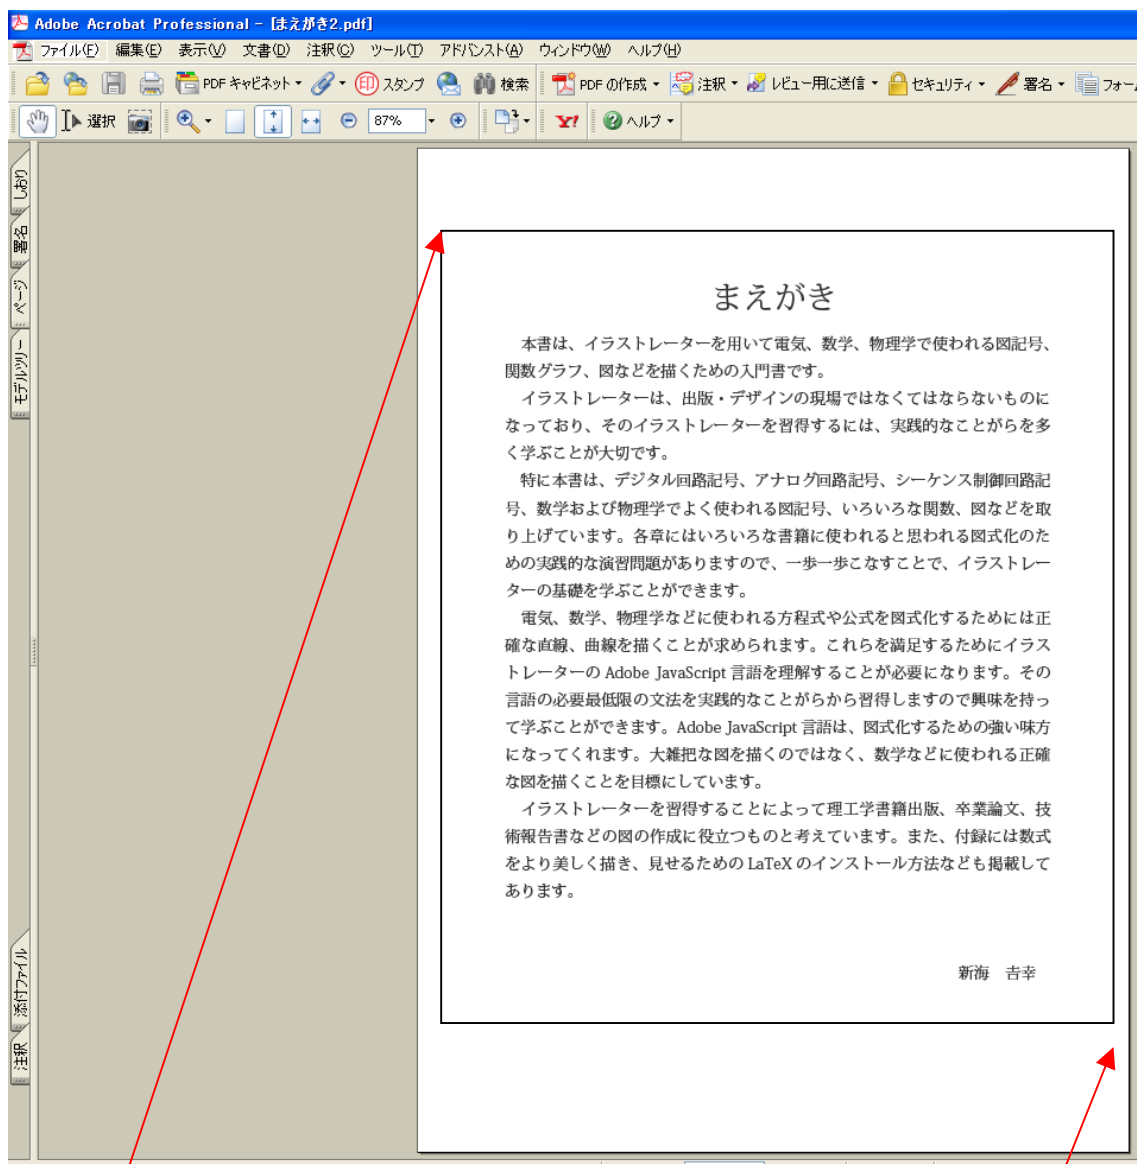 Adobe Acrobat Professional - [まえがき2.pdf]
ファイル(F) 編集(E) 表示(V) 文書(D) 注釈(C) ツール(T) アドバンスト(A) ウィンドウ(W) ヘルプ(H)
PDF キャビネット 印 スタンプ 検索 PDF の作成 注釈 レビュー用に送信 セキュリティ 署名 フォーム
選択 87% Y! ? ヘルプ
しおり
署名
ページ
モデルツリー
添付ファイル
注釈
まえがき
本書は、イラストレーターを用いて電気、数学、物理学で使われる図記号、
関数グラフ、図などを描くための入門書です。
イラストレーターは、出版・デザインの現場ではなくてはならないものに
なっており、そのイラストレーターを習得するには、実践的なことがらを多
く学ぶことが大切です。
特に本書は、デジタル回路記号、アナログ回路記号、シーケンス制御回路記
号、数学および物理学でよく使われる図記号、いろいろな関数、図などを取
り上げています。各章にはいろいろな書籍に使われると思われる図式化のた
めの実践的な演習問題がありますので、一歩一歩こなすことで、イラストレー
ターの基礎を学ぶことができます。
電気、数学、物理学などに使われる方程式や公式を図式化するためには正
確な直線、曲線を描くことが求められます。これらを満足するためにイラス
トレーターの Adobe JavaScript 言語を理解することが必要になります。その
言語の必要最低限の文法を実践的なことがらから習得しますので興味を持っ
て学ぶことができます。Adobe JavaScript 言語は、図式化するための強い味方
になってくれます。大雑把な図を描くのではなく、数学などに使われる正確
な図を描くことを目標にしています。
イラストレーターを習得することによって理工学書籍出版、卒業論文、技
術報告書などの図の作成に役立つものと考えています。また、付録には数式
をより美しく描き、見せるための LaTeX のインストール方法なども掲載して
あります。
新海 吉幸